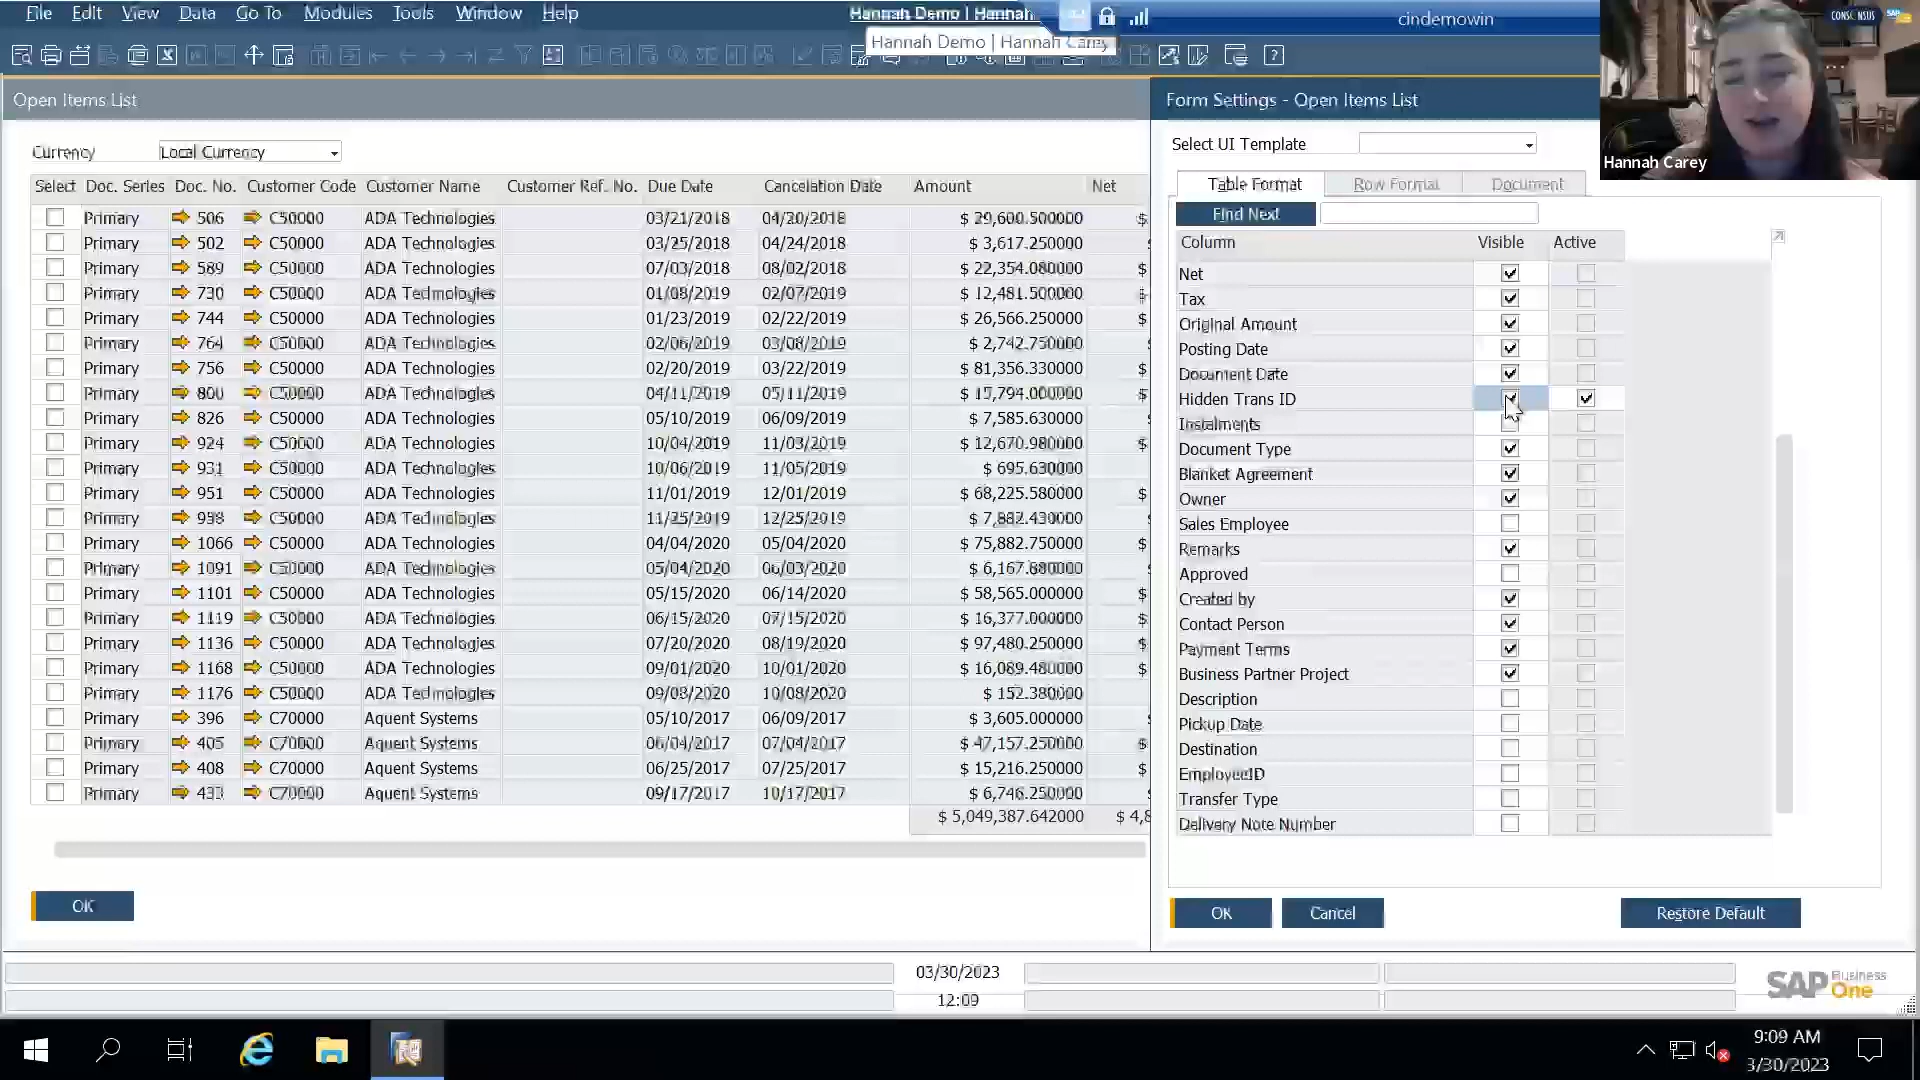 File Edit View Data Go To Modules Tools Window Help
Hannah Demo | Hannah
cindemowin
Hannah Demo | Hannah Carey
CONSENSUS SAP
Hannah Carey
Open Items List
Currency Local Currency
Select Doc. Series Doc. No. Customer Code Customer Name Customer Ref. No. Due Date Cancelation Date Amount Net
Primary 506 C50000 ADA Technologies 03/21/2018 04/20/2018 $ 29,600.500000 $
Primary 502 C50000 ADA Technologies 03/25/2018 04/24/2018 $ 3,617.250000 $
Primary 589 C50000 ADA Technologies 07/03/2018 08/02/2018 $ 22,354.080000 $
Primary 730 C50000 ADA Technologies 01/08/2019 02/07/2019 $ 12,481.500000 $
Primary 744 C50000 ADA Technologies 01/23/2019 02/22/2019 $ 26,566.250000 $
Primary 764 C50000 ADA Technologies 02/06/2019 03/08/2019 $ 2,742.750000 $
Primary 756 C50000 ADA Technologies 02/20/2019 03/22/2019 $ 81,356.330000 $
Primary 800 C50000 ADA Technologies 04/11/2019 05/11/2019 $ 15,794.000000 $
Primary 826 C50000 ADA Technologies 05/10/2019 06/09/2019 $ 7,585.630000 $
Primary 924 C50000 ADA Technologies 10/04/2019 11/03/2019 $ 12,670.980000 $
Primary 931 C50000 ADA Technologies 10/06/2019 11/05/2019 $ 695.630000
Primary 951 C50000 ADA Technologies 11/01/2019 12/01/2019 $ 68,225.580000 $
Primary 958 C50000 ADA Technologies 11/25/2019 12/25/2019 $ 7,882.430000 $
Primary 1066 C50000 ADA Technologies 04/04/2020 05/04/2020 $ 75,882.750000 $
Primary 1091 C50000 ADA Technologies 05/04/2020 06/03/2020 $ 6,167.680000 $
Primary 1101 C50000 ADA Technologies 05/15/2020 06/14/2020 $ 58,565.000000 $
Primary 1119 C50000 ADA Technologies 06/15/2020 07/15/2020 $ 16,377.000000 $
Primary 1136 C50000 ADA Technologies 07/20/2020 08/19/2020 $ 97,480.250000 $
Primary 1168 C50000 ADA Technologies 09/01/2020 10/01/2020 $ 16,089.480000 $
Primary 1176 C50000 ADA Technologies 09/08/2020 10/08/2020 $ 152.380000
Primary 396 C70000 Aquent Systems 05/10/2017 06/09/2017 $ 3,605.000000 $
Primary 405 C70000 Aquent Systems 06/04/2017 07/04/2017 $ 47,157.250000 $
Primary 408 C70000 Aquent Systems 06/25/2017 07/25/2017 $ 15,216.250000 $
Primary 433 C70000 Aquent Systems 09/17/2017 10/17/2017 $ 6,746.250000 $
$ 5,049,387.642000 $ 4,8
OK
Form Settings - Open Items List
Select UI Template
Table Format Row Format Document
Find Next
Column Visible Active
Net
Tax
Original Amount
Posting Date
Document Date
Hidden Trans ID
Instalments
Document Type
Blanket Agreement
Owner
Sales Employee
Remarks
Approved
Created by
Contact Person
Payment Terms
Business Partner Project
Description
Pickup Date
Destination
EmployeeID
Transfer Type
Delivery Note Number
OK Cancel Restore Default
03/30/2023
12:09
SAP Business One
9:09 AM
3/30/2023